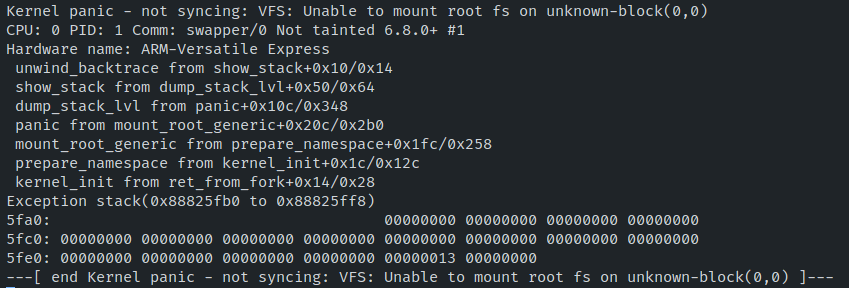 Kernel panic - not syncing: VFS: Unable to mount root fs on unknown-block(0,0)
CPU: 0 PID: 1 Comm: swapper/0 Not tainted 6.8.0+ #1
Hardware name: ARM-Versatile Express
 unwind_backtrace from show_stack+0x10/0x14
 show_stack from dump_stack_lvl+0x50/0x64
 dump_stack_lvl from panic+0x10c/0x348
 panic from mount_root_generic+0x20c/0x2b0
 mount_root_generic from prepare_namespace+0x1fc/0x258
 prepare_namespace from kernel_init+0x1c/0x12c
 kernel_init from ret_from_fork+0x14/0x28
Exception stack(0x88825fb0 to 0x88825ff8)
5fa0:                                     00000000 00000000 00000000 00000000
5fc0: 00000000 00000000 00000000 00000000 00000000 00000000 00000000 00000000
5fe0: 00000000 00000000 00000000 00000000 00000013 00000000
---[ end Kernel panic - not syncing: VFS: Unable to mount root fs on unknown-block(0,0) ]---